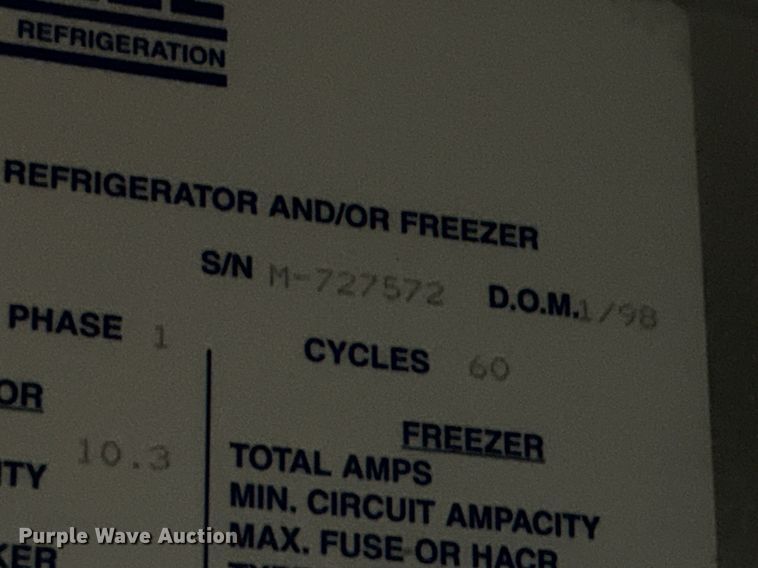 REFRIGERATION
REFRIGERATOR AND/OR FREEZER
S/N M-727572 D.O.M. 1/98
PHASE 1 CYCLES 60
OR
FREEZER
ITY 10.3
TOTAL AMPS
MIN. CIRCUIT AMPACITY
KER
MAX. FUSE OR HACR
Purple Wave Auction